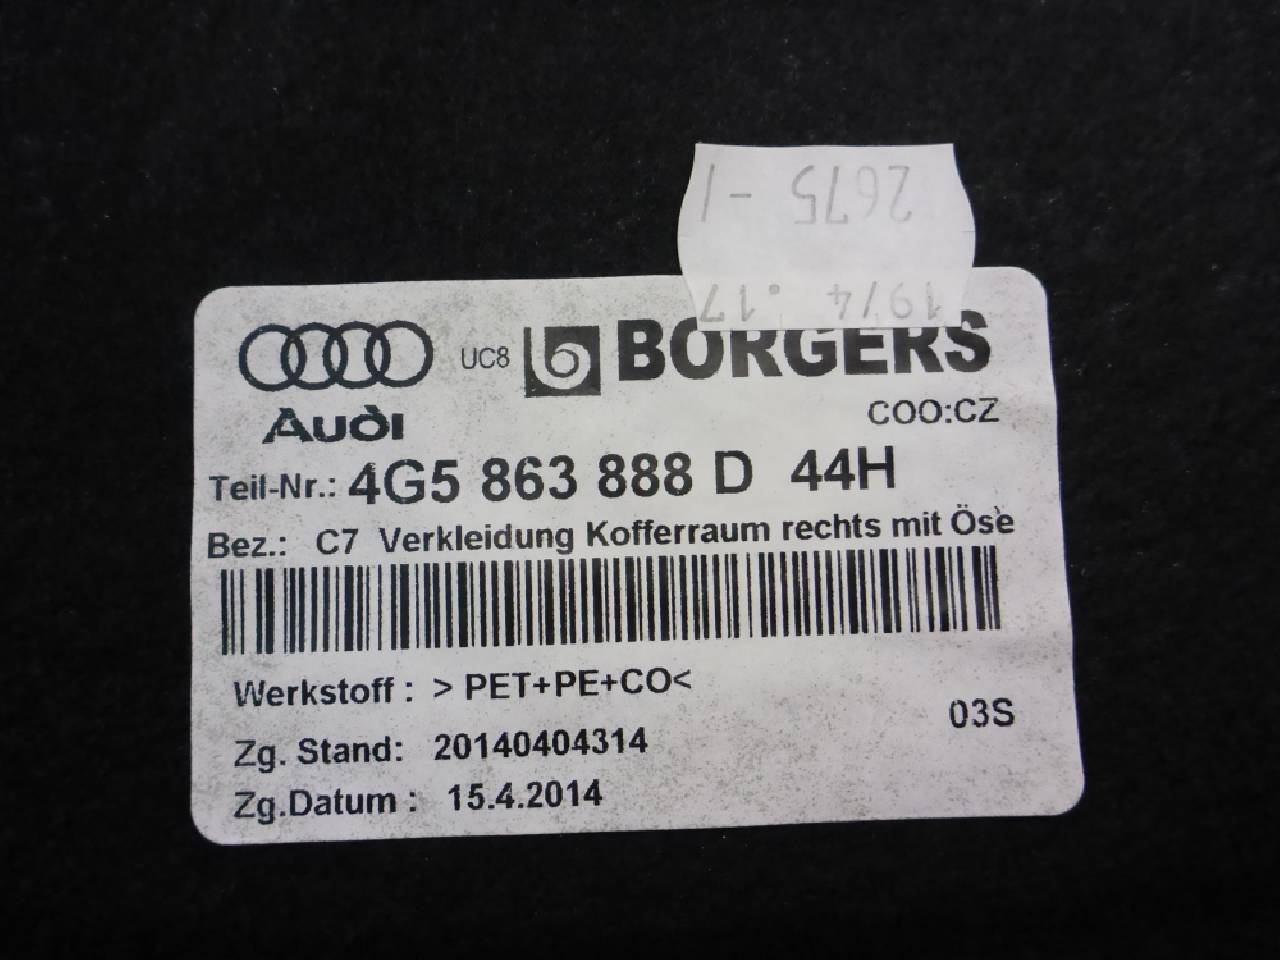 2675-1
19/4.17
UC8 BORGERS
Audi
COO:CZ
Teil-Nr.: 4G5 863 888 D 44H
Bez.: C7 Verkleidung Kofferraum rechts mit Öse
Werkstoff : > PET+PE+CO<
03S
Zg. Stand: 20140404314
Zg.Datum : 15.4.2014